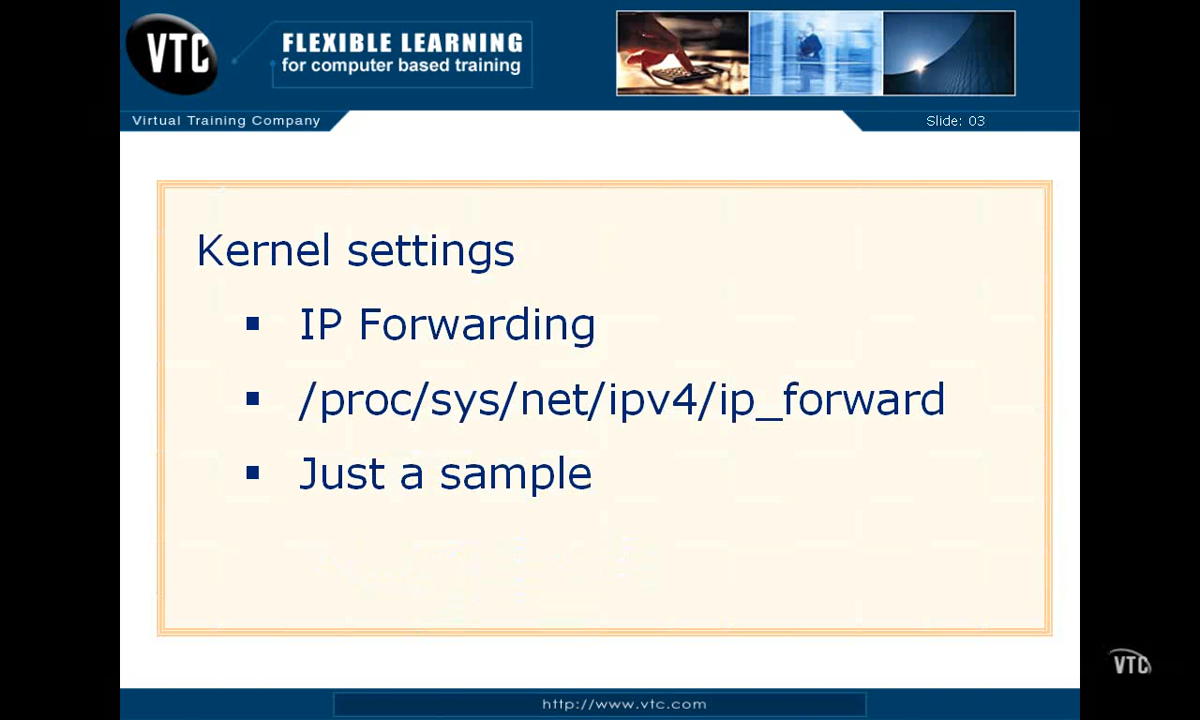 VTC
FLEXIBLE LEARNING
for computer based training
Virtual Training Company
Slide: 03
Kernel settings
▪ IP Forwarding
▪ /proc/sys/net/ipv4/ip_forward
▪ Just a sample
VTC
http://www.vtc.com